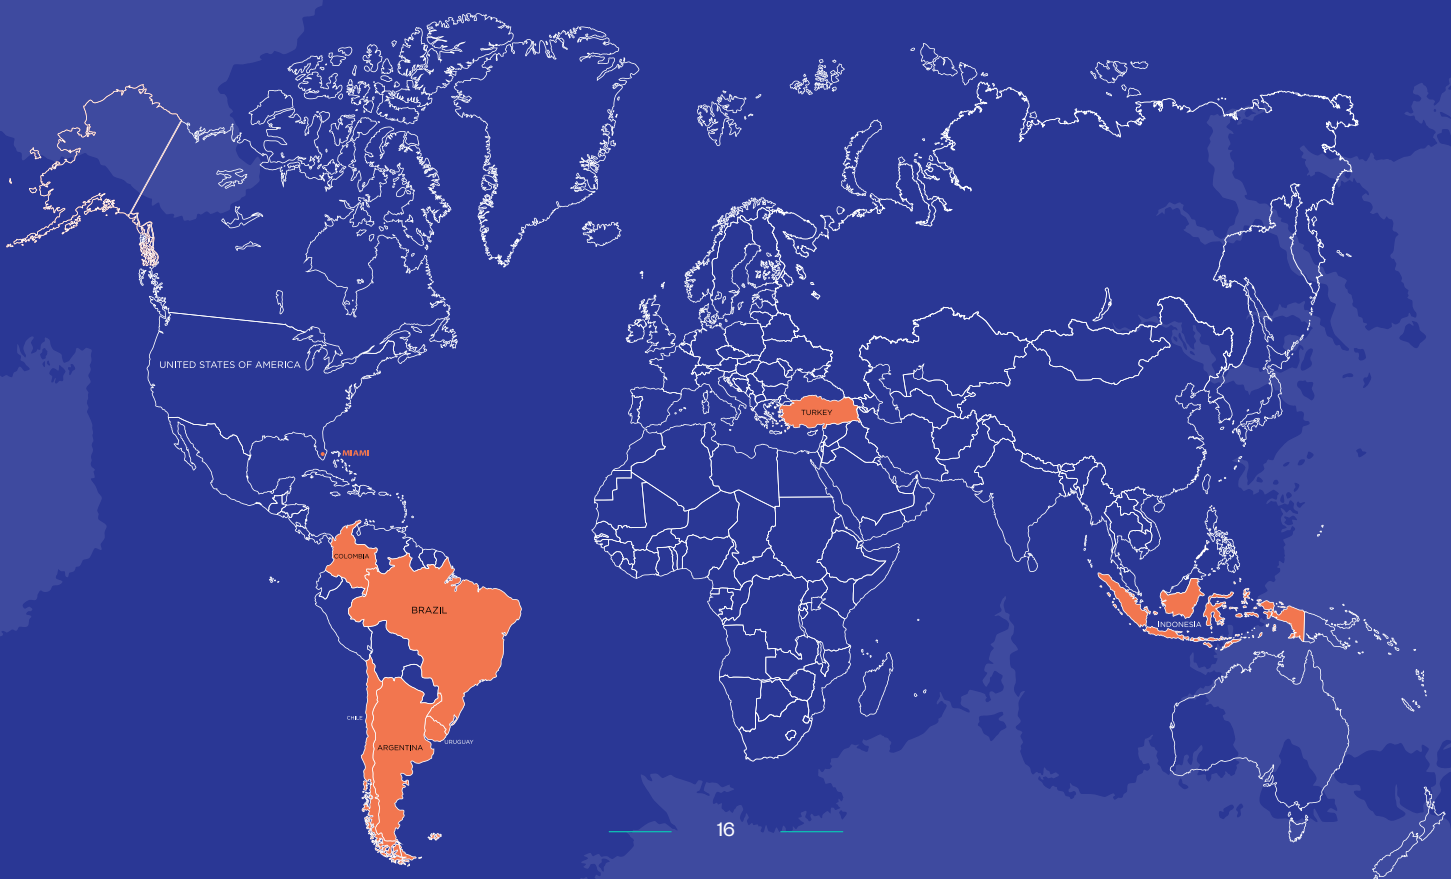 UNITED STATES OF AMERICA
TURKEY
MIAMI
COLOMBIA
BRAZIL
INDONESIA
CHILE
URUGUAY
ARGENTINA
16